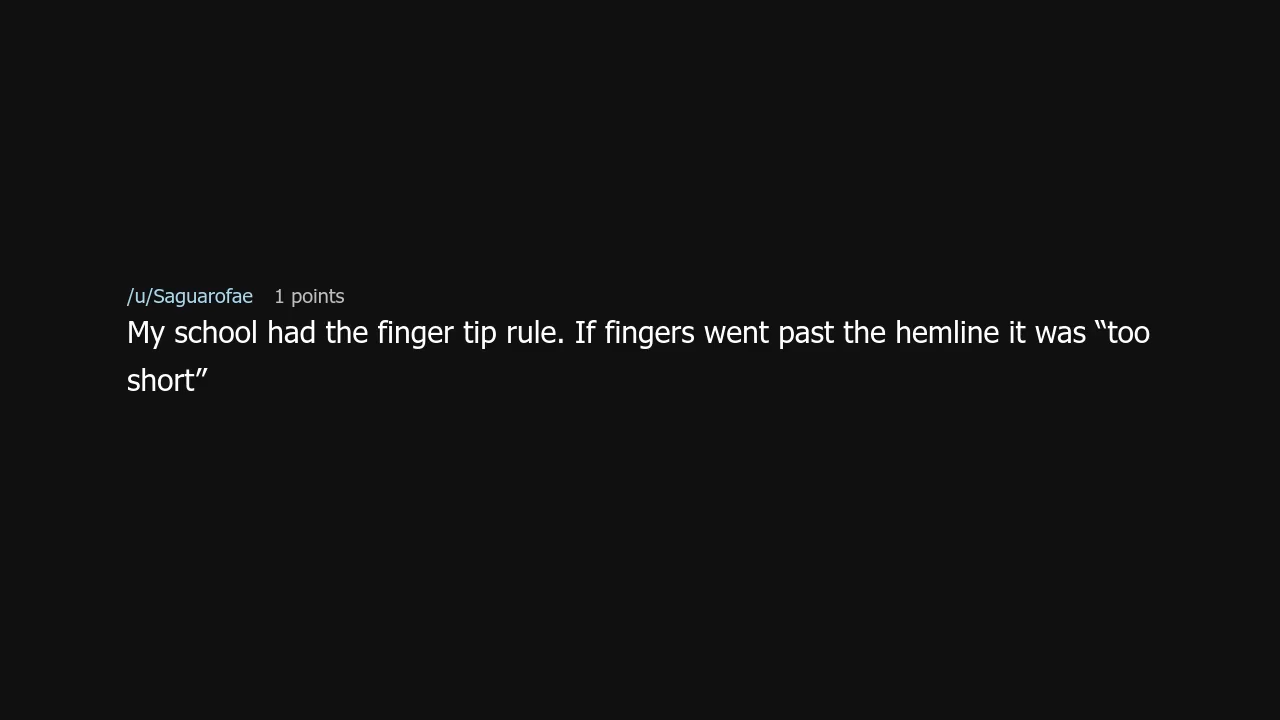 /u/Saguarofae 1 points
My school had the finger tip rule. If fingers went past the hemline it was “too
short”